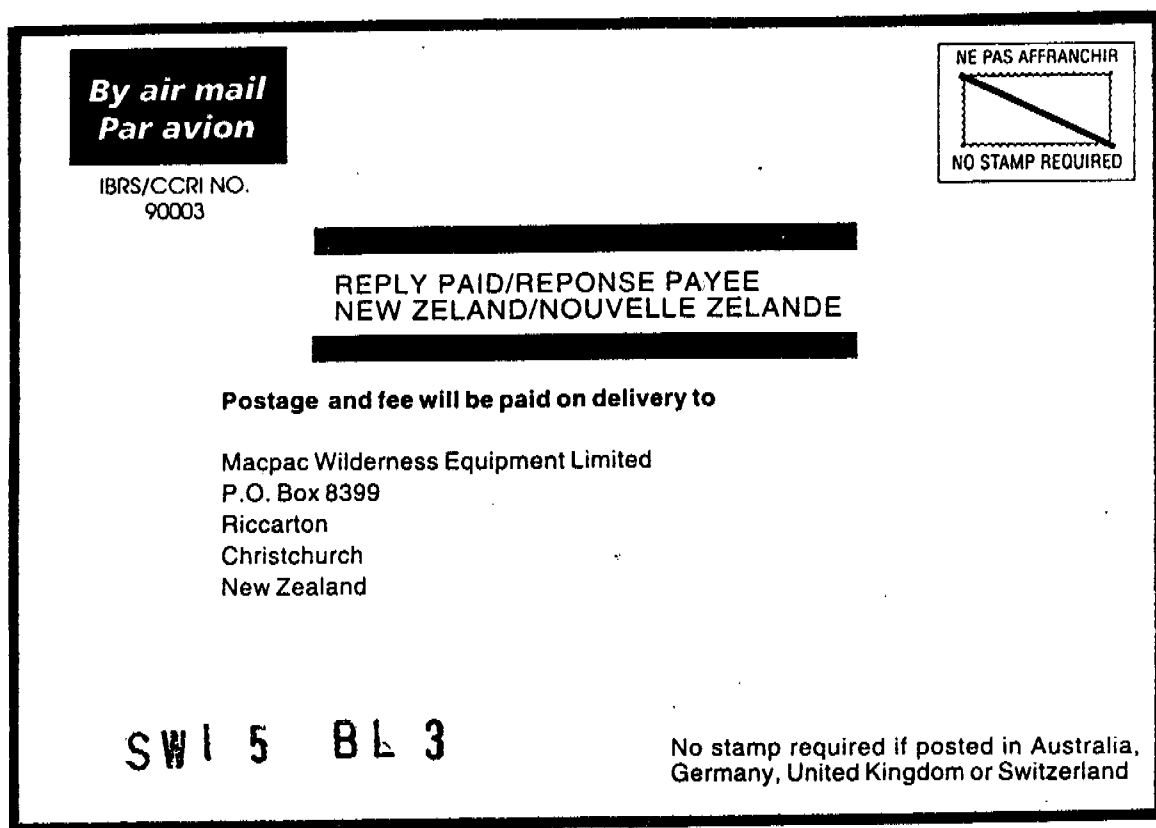 By air mail
Par avion
IBRS/CCRI NO.
90003
NE PAS AFFRANCHIR
NO STAMP REQUIRED
REPLY PAID/REPONSE PAYEE
NEW ZELAND/NOUVELLE ZELANDE
Postage and fee will be paid on delivery to
Macpac Wilderness Equipment Limited
P.O. Box 8399
Riccarton
Christchurch
New Zealand
SWI 5 BL 3
No stamp required if posted in Australia,
Germany, United Kingdom or Switzerland